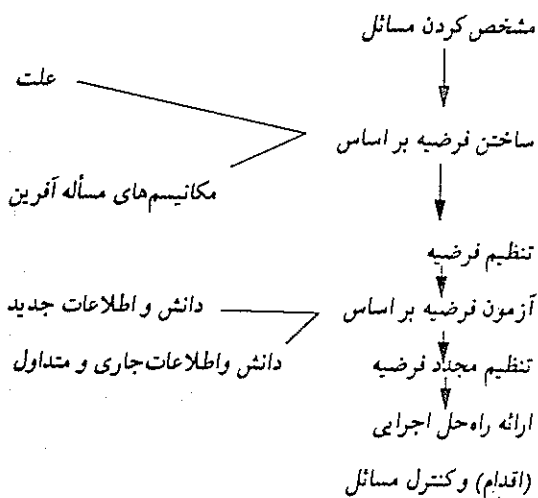 مشخص کردن مسائل
علت
ساختن فرضیه بر اساس
مکانیسم‌های مسأله آفرین
تنظیم فرضیه
آزمون فرضیه بر اساس
دانش و اطلاعات جدید
دانش واطلاعات‌جاری و متداول
تنظیم مجدد فرضیه
ارائه راه‌حل اجرایی
(اقدام) و کنترل مسائل